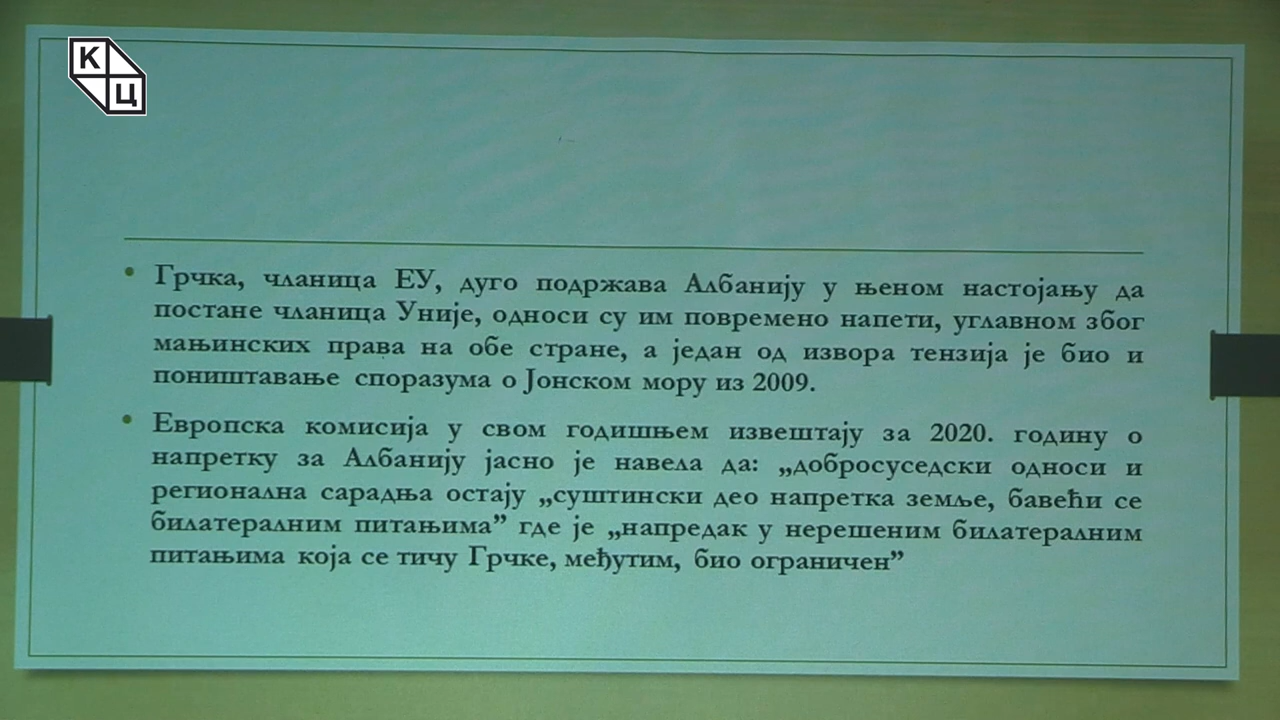 К
Ц
• Грчка, чланица ЕУ, дуго подржава Албанију у њеном настојању да
постане чланица Уније, односи су им повремено напети, углавном због
мањинских права на обе стране, а један од извора тензија је био и
поништавање споразума о Јонском мору из 2009.
• Европска комисија у свом годишњем извештају за 2020. годину о
напретку за Албанију јасно је навела да: „добросуседски односи и
регионална сарадња остају „суштински део напретка земље, бавећи се
билатералним питањима” где је „напредак у нерешеним билатералним
питањима која се тичу Грчке, међутим, био ограничен”